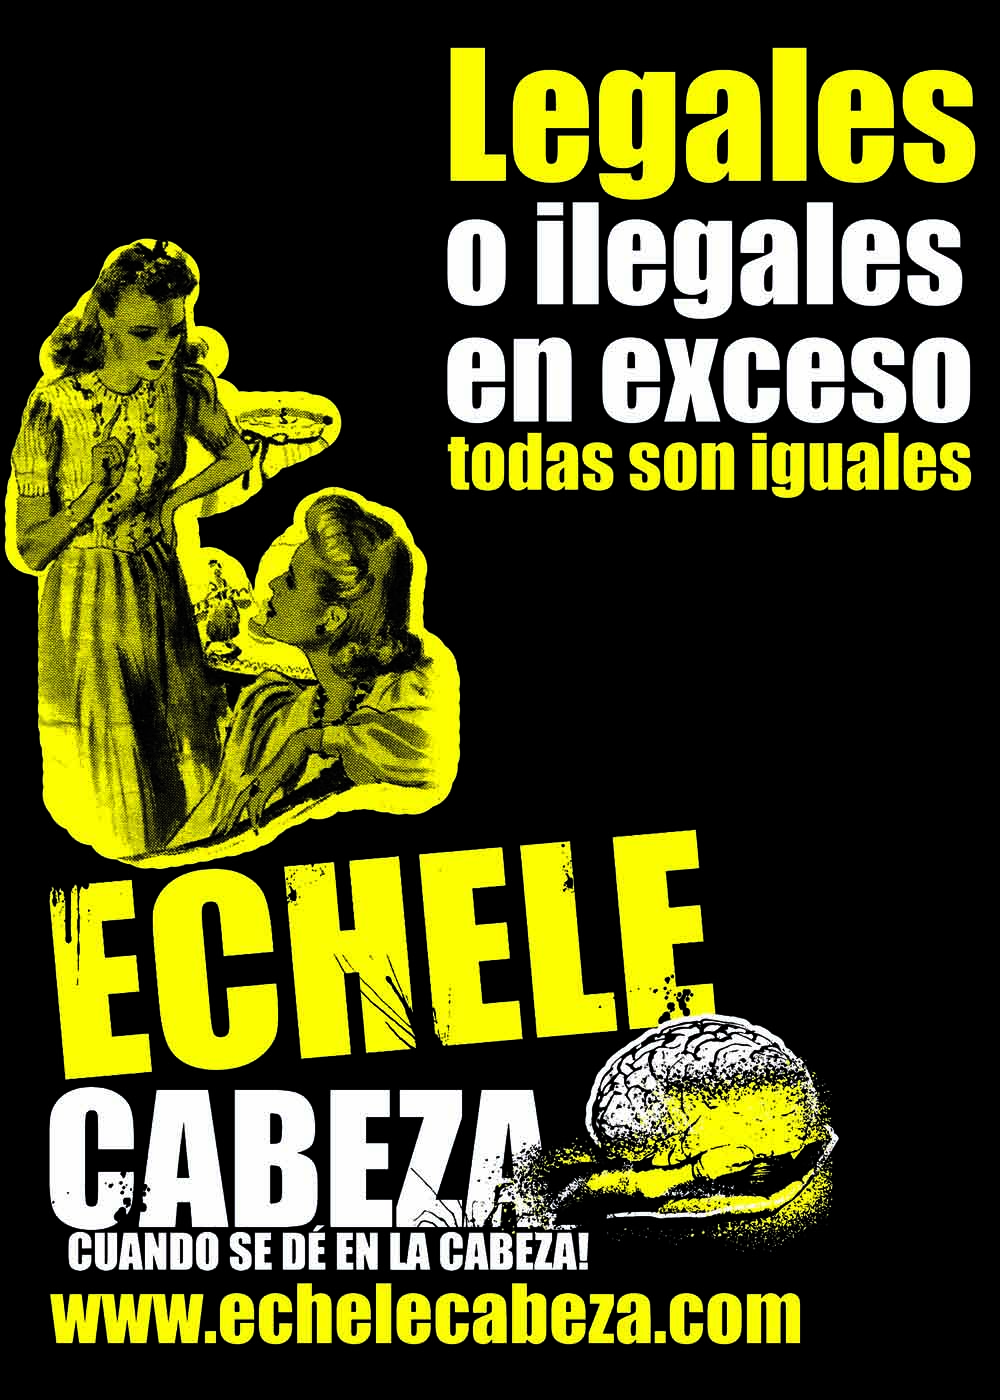 Legales
o ilegales
en exceso
todas son iguales
ECHELE
CABEZA
CUANDO SE DÉ EN LA CABEZA!
www.echelecabeza.com